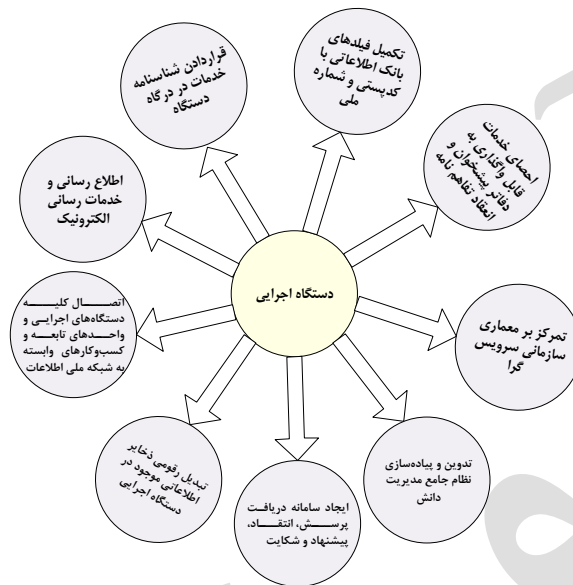 تکمیل فیلدهای
بانک اطلاعاتی با
کدپستی و شماره
ملی
قراردادن شناسنامه
خدمات در درگاه
دستگاه
احصای خدمات
قابل واگذاری به
دفاتر پیشخوان و
انعقاد تفاهم نامه
اطلاع رسانی و
خدمات رسانی
الکترونیک
دستگاه اجرایی
اتصال کلیه
دستگاه‌های اجرایی و
واحدهای تابعه و
کسب‌وکارهای وابسته
به شبکه ملی اطلاعات
تمرکز بر معماری
سازمانی سرویس
گرا
تبدیل رقومی ذخایر
اطلاعاتی موجود در
دستگاه اجرایی
تدوین و پیاده‌سازی
نظام جامع مدیریت
دانش
ایجاد سامانه دریافت
پرسش، انتقاد،
پیشنهاد و شکایت